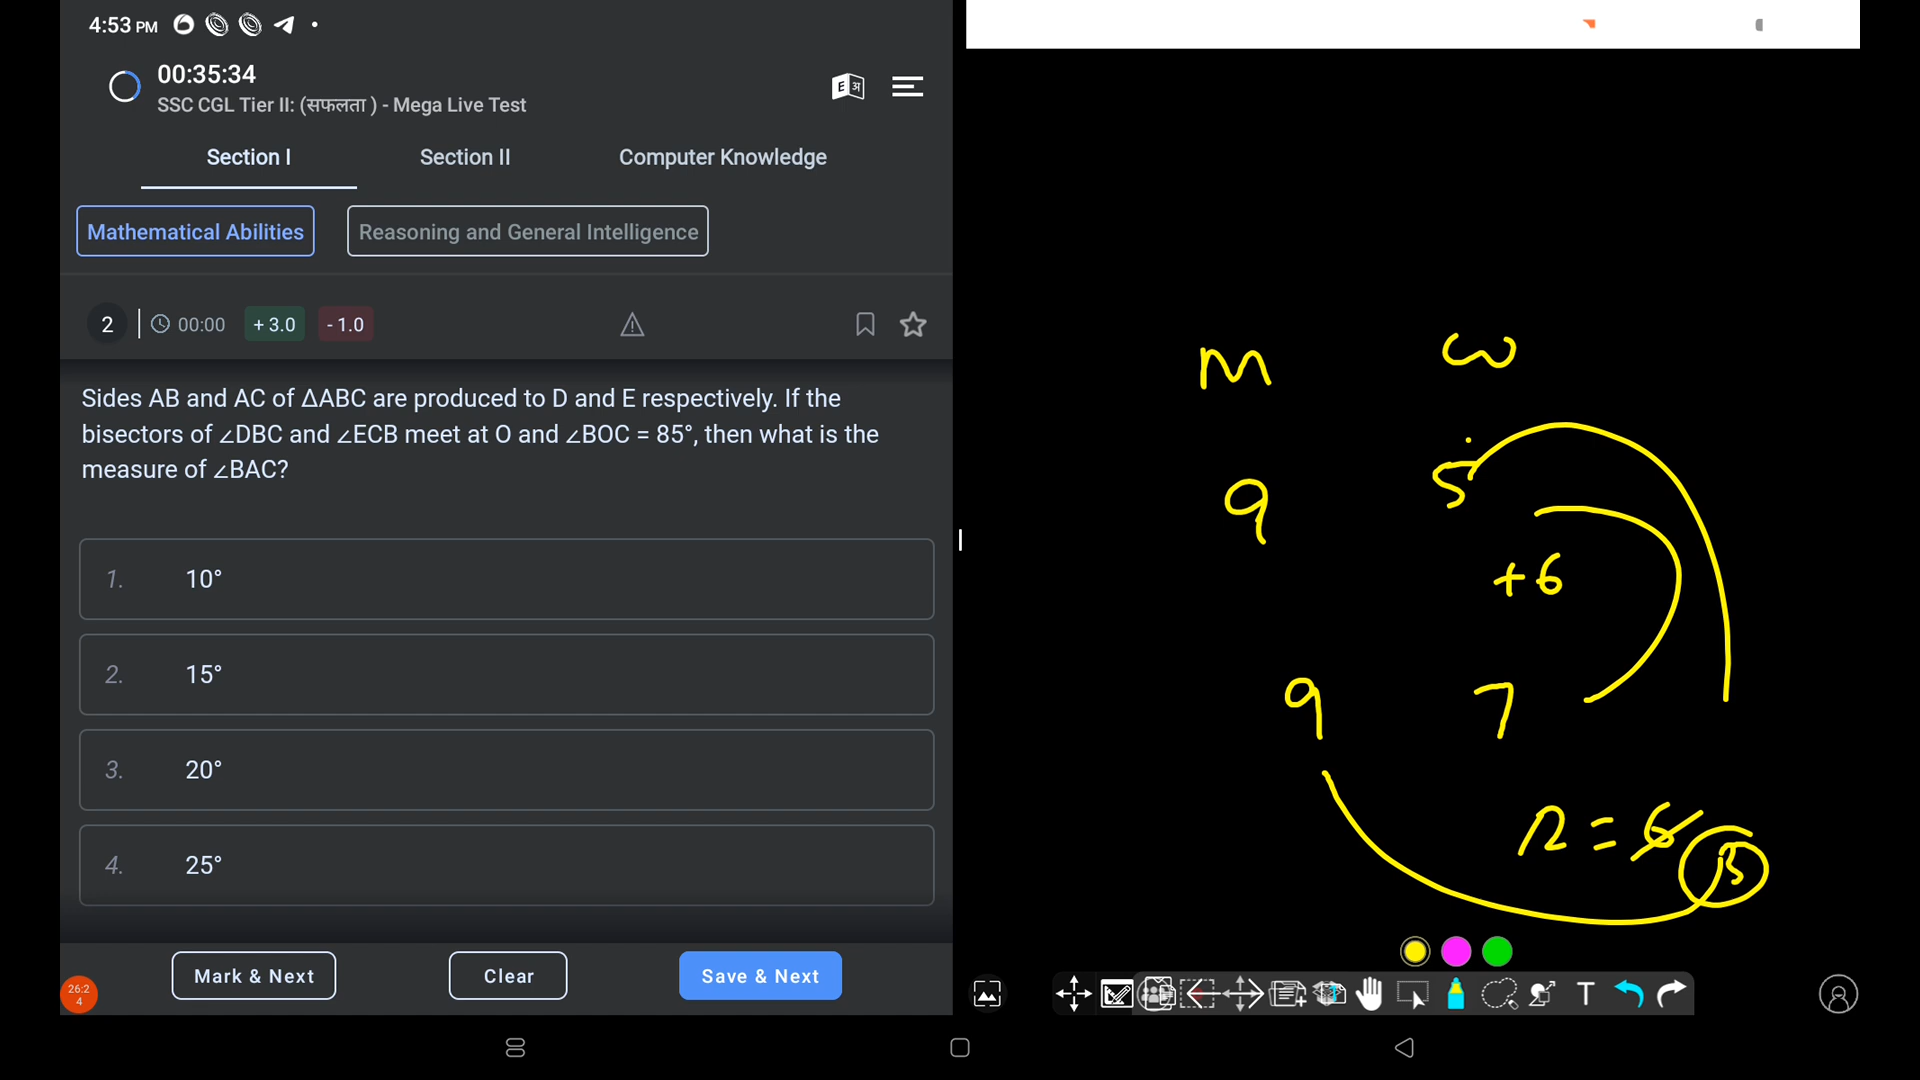 4:53 PM
00:35:34
SSC CGL Tier II: (सफलता ) - Mega Live Test
E अ
Section I Section II Computer Knowledge
Mathematical Abilities Reasoning and General Intelligence
2 00:00 + 3.0 - 1.0
Sides AB and AC of ΔABC are produced to D and E respectively. If the
bisectors of ∠DBC and ∠ECB meet at O and ∠BOC = 85°, then what is the
measure of ∠BAC?
1. 10°
2. 15°
3. 20°
4. 25°
Mark & Next Clear Save & Next
26:2
4
M W
9 5
+6
9 7
R =
T